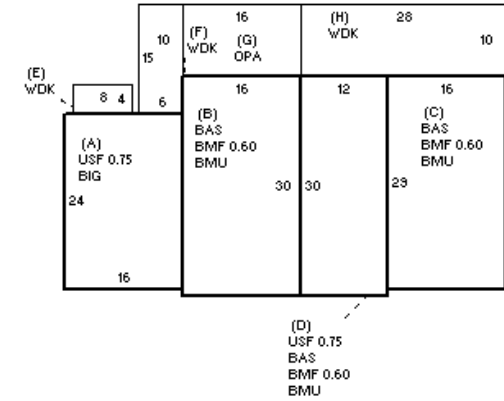 16
(H)
28
WDK
10
(F)
WDK
(G)
OPA
15
10
(E)
WDK
8 4
6
16
12
16
(A)
USF 0.75
BIG
(B)
BAS
BMF 0.60
BMU
(C)
BAS
BMF 0.60
BMU
24
30
30
29
16
(D)
USF 0.75
BAS
BMF 0.60
BMU